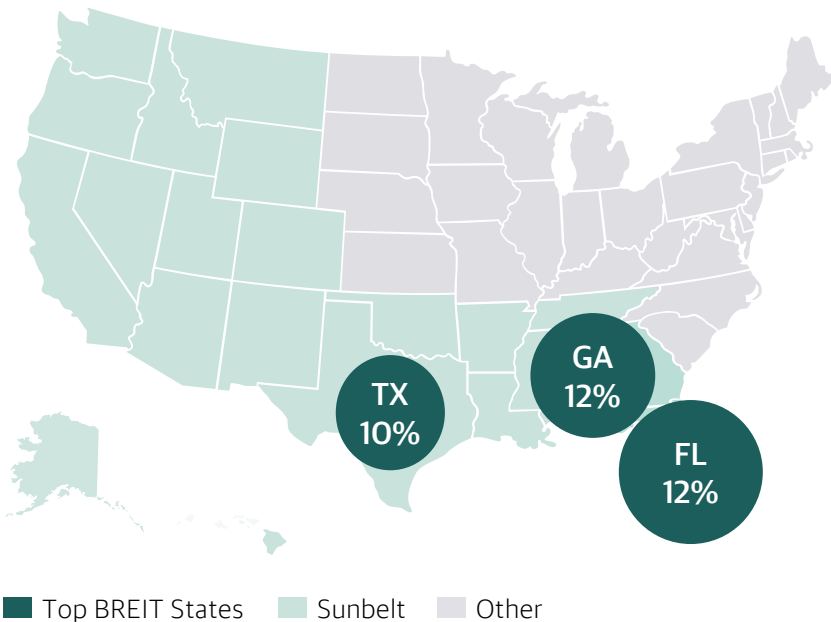 GA
12%
TX
10%
FL
12%
Top BREIT States
Sunbelt
Other